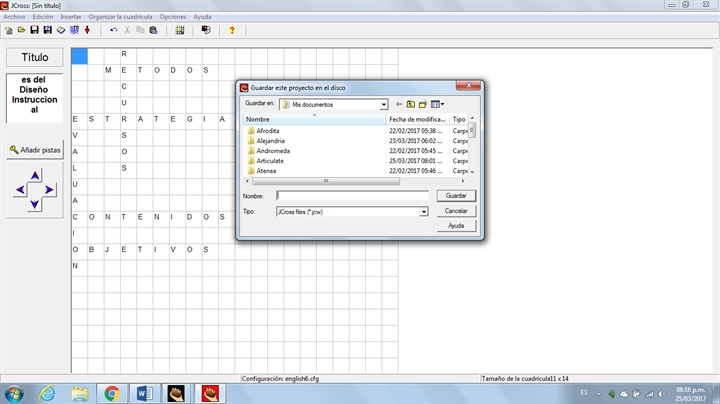 JCross: [Sin título]
Archivo Edición Insertar Organizar la cuadrícula Opciones Ayuda
Título
es del
Diseño
Instruccion
al
Añadir pistas
R
M E T O D O S
C
U
E S T R A T E G I A
V S
A O
L S
U
A
C O N T E N I D O S
I
O B J E T I V O S
N
Guardar este proyecto en el disco
Guardar en: Mis documentos
Nombre Fecha de modifica... Tipo
Afrodita 22/02/2017 05:38 ... Carpe
Alejandria 23/03/2017 06:02 ... Carpe
Andromeda 22/02/2017 05:45 ... Carpe
Articulate 25/03/2017 08:01 ... Carpe
Atenea 22/02/2017 05:46 ... Carpe
Nombre: Guardar
Tipo: JCross files (*.jcw) Cancelar
Ayuda
Configuración: english6.cfg Tamaño de la cuadrícula11 x 14
ES 08:16 p.m.
25/03/2017